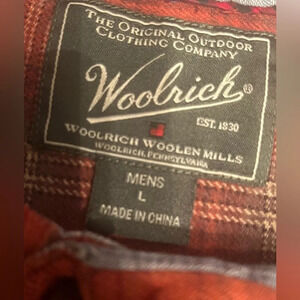 THE ORIGINAL OUTDOOR
CLOTHING COMPANY
Woolrich®
EST. 1830
WOOLRICH WOOLEN MILLS
WOOLRICH, PENNSYLVANIA
MENS
L
MADE IN CHINA